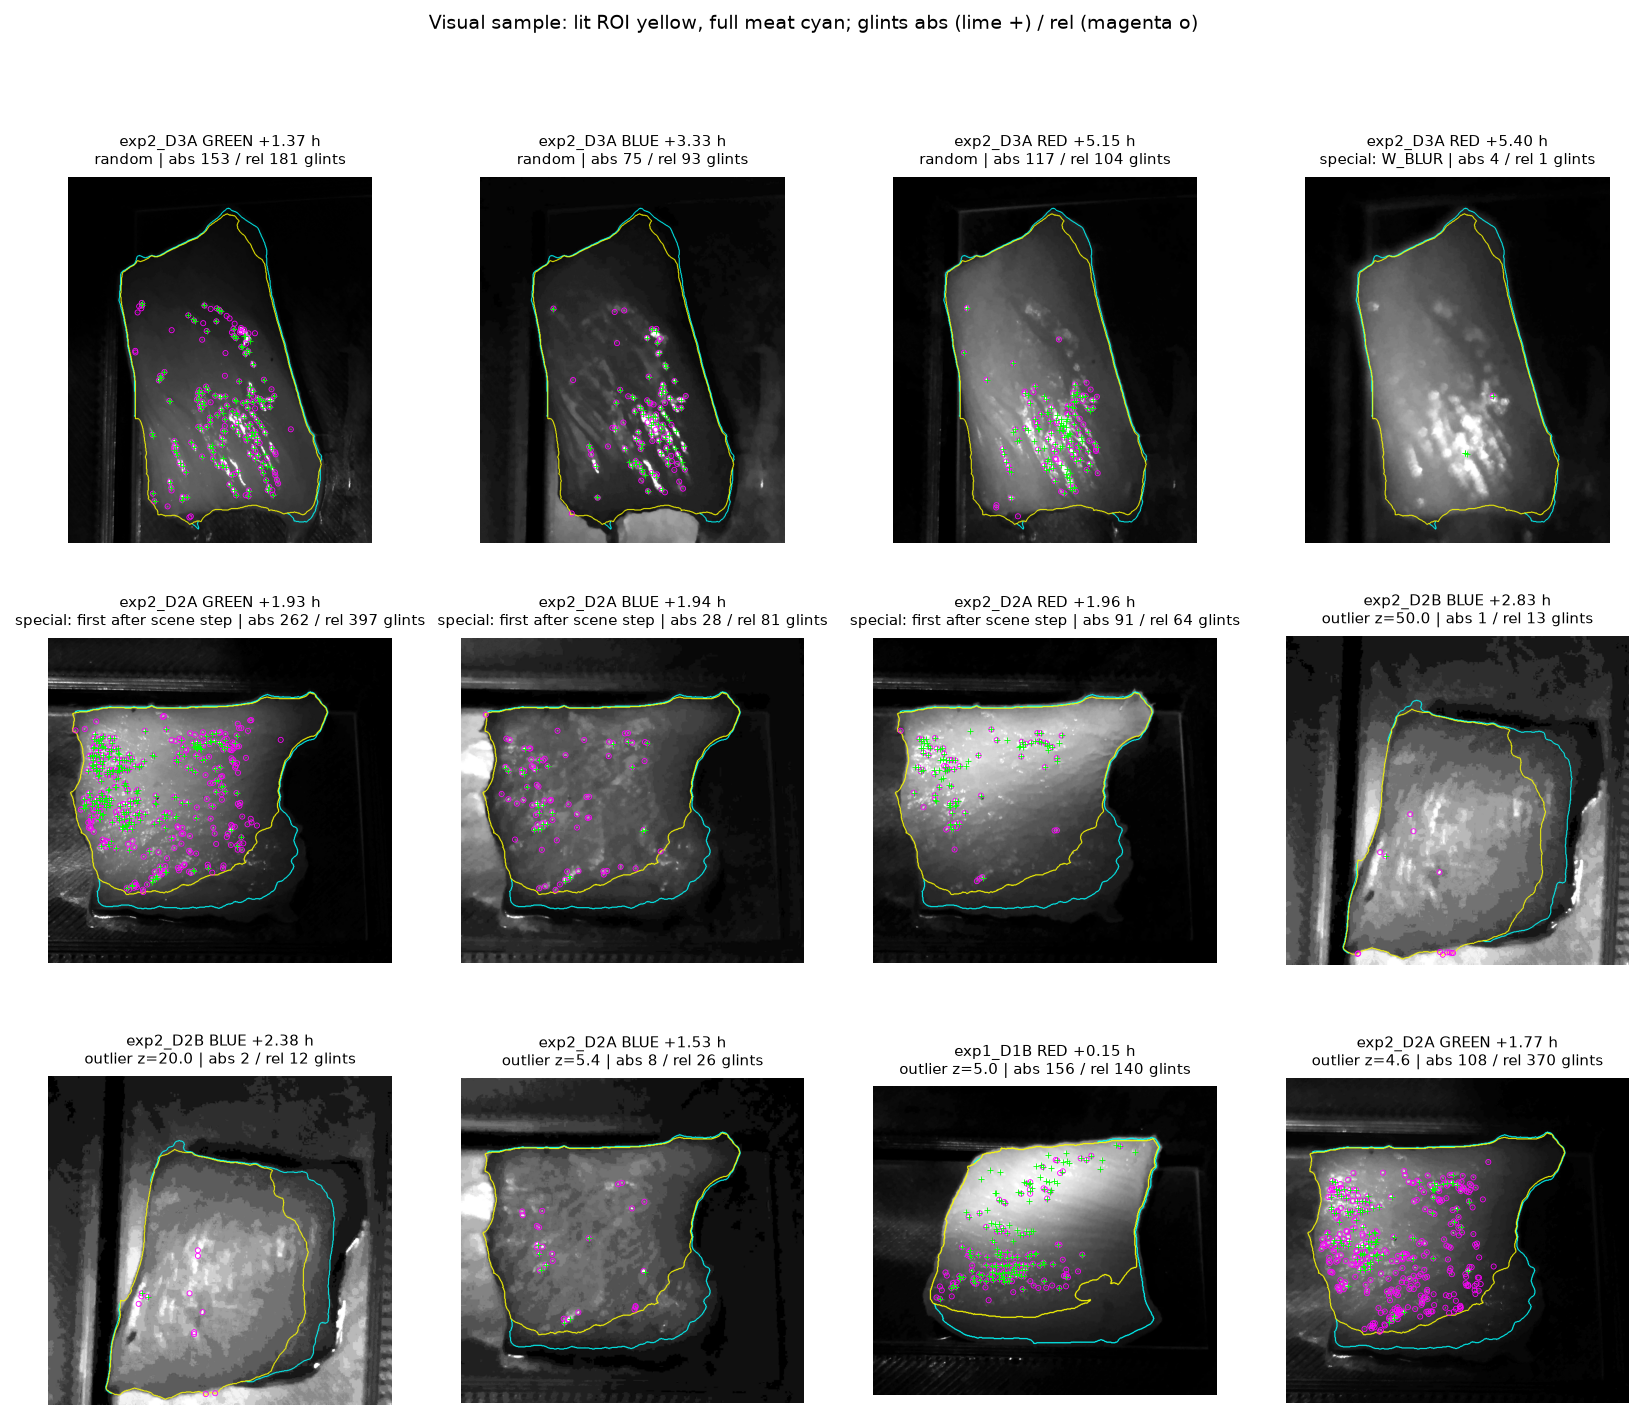 Visual sample: lit ROI yellow, full meat cyan; glints abs (lime +) / rel (magenta o)
exp2_D3A GREEN +1.37 h
random | abs 153 / rel 181 glints
exp2_D3A BLUE +3.33 h
random | abs 75 / rel 93 glints
exp2_D3A RED +5.15 h
random | abs 117 / rel 104 glints
exp2_D3A RED +5.40 h
special: W_BLUR | abs 4 / rel 1 glints
exp2_D2A GREEN +1.93 h
special: first after scene step | abs 262 / rel 397 glints
exp2_D2A BLUE +1.94 h
special: first after scene step | abs 28 / rel 81 glints
exp2_D2A RED +1.96 h
special: first after scene step | abs 91 / rel 64 glints
exp2_D2B BLUE +2.83 h
outlier z=50.0 | abs 1 / rel 13 glints
exp2_D2B BLUE +2.38 h
outlier z=20.0 | abs 2 / rel 12 glints
exp2_D2A BLUE +1.53 h
outlier z=5.4 | abs 8 / rel 26 glints
exp1_D1B RED +0.15 h
outlier z=5.0 | abs 156 / rel 140 glints
exp2_D2A GREEN +1.77 h
outlier z=4.6 | abs 108 / rel 370 glints